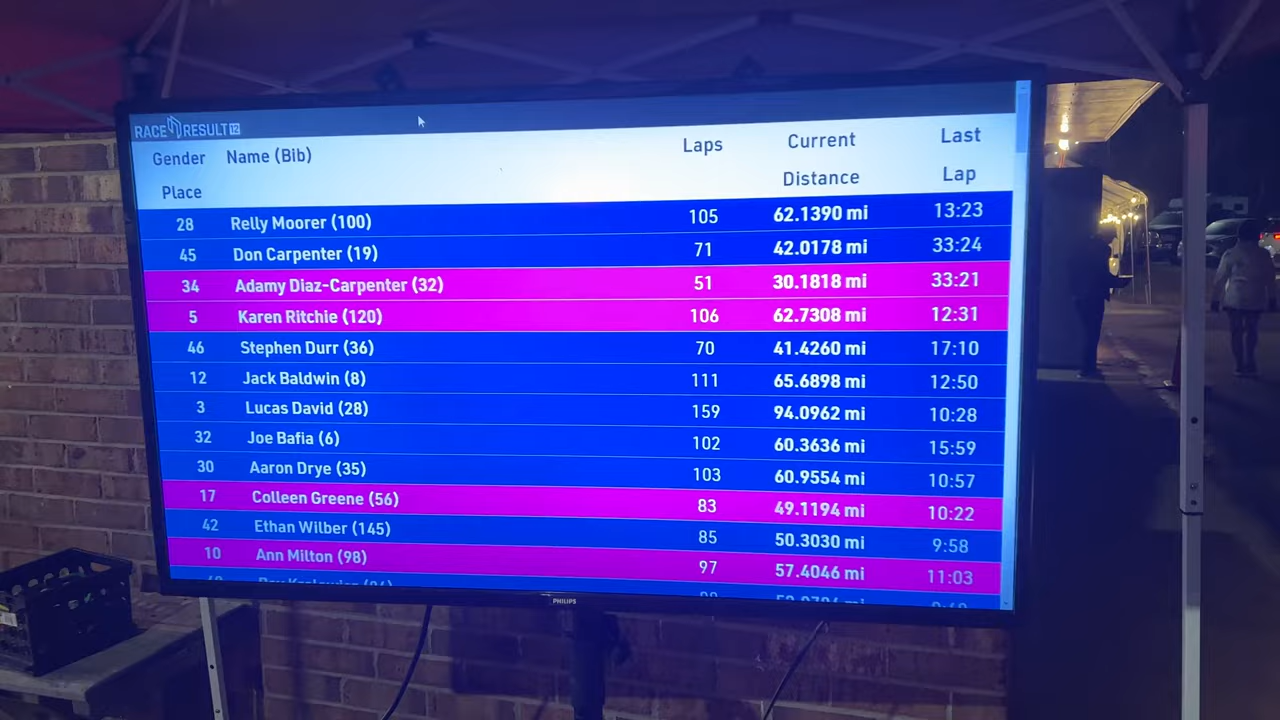 RACE RESULT 12
Gender Place Name (Bib) Laps Current Distance Last Lap
28 Relly Moorer (100) 105 62.1390 mi 13:23
45 Don Carpenter (19) 71 42.0178 mi 33:24
34 Adamy Diaz-Carpenter (32) 51 30.1818 mi 33:21
5 Karen Ritchie (120) 106 62.7308 mi 12:31
46 Stephen Durr (36) 70 41.4260 mi 17:10
12 Jack Baldwin (8) 111 65.6898 mi 12:50
3 Lucas David (28) 159 94.0962 mi 10:28
32 Joe Bafia (6) 102 60.3636 mi 15:59
30 Aaron Drye (35) 103 60.9554 mi 10:57
17 Colleen Greene (56) 83 49.1194 mi 10:22
42 Ethan Wilber (145) 85 50.3030 mi 9:58
10 Ann Milton (98) 97 57.4046 mi 11:03
PHILIPS